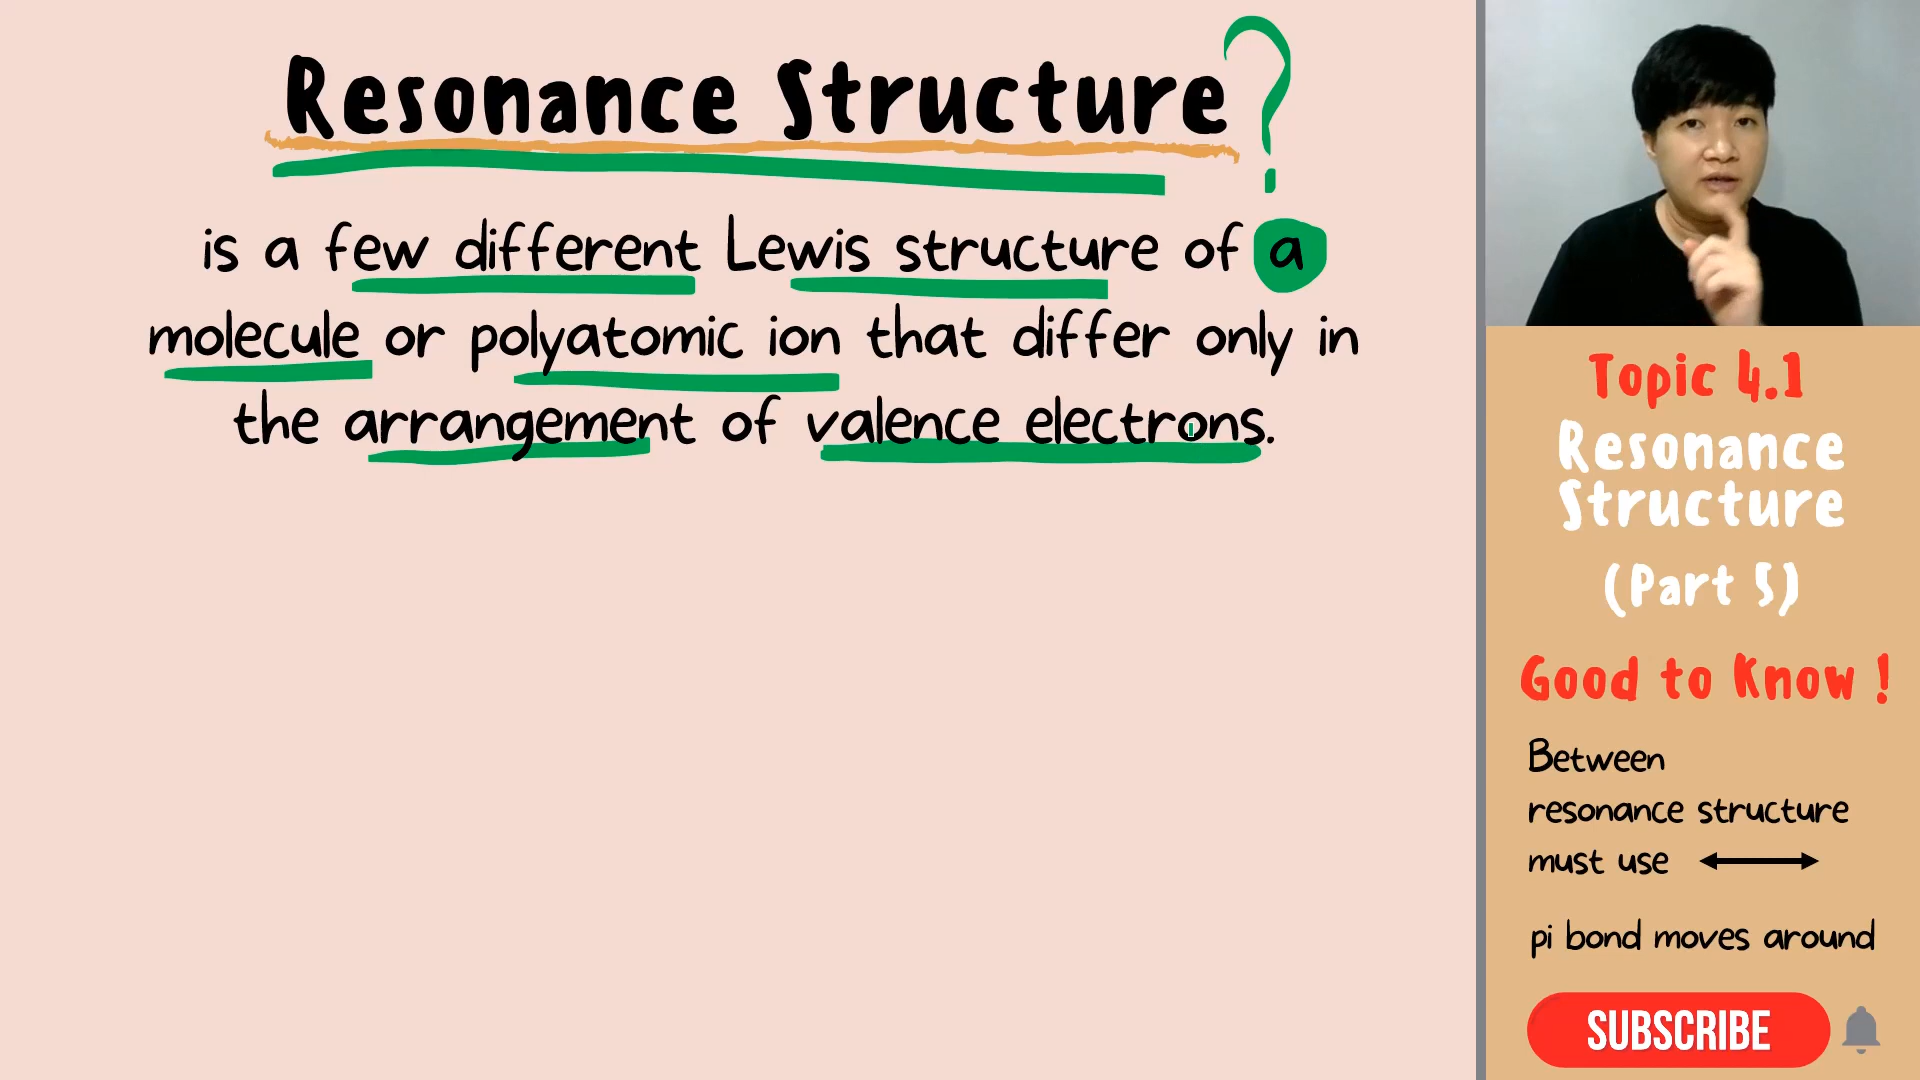 Resonance Structure?
is a few different Lewis structure of a
molecule or polyatomic ion that differ only in
the arrangement of valence electrons.
Topic 4.1
Resonance
Structure
(Part 5)
Good to Know !
Between
resonance structure
must use
pi bond moves around
SUBSCRIBE